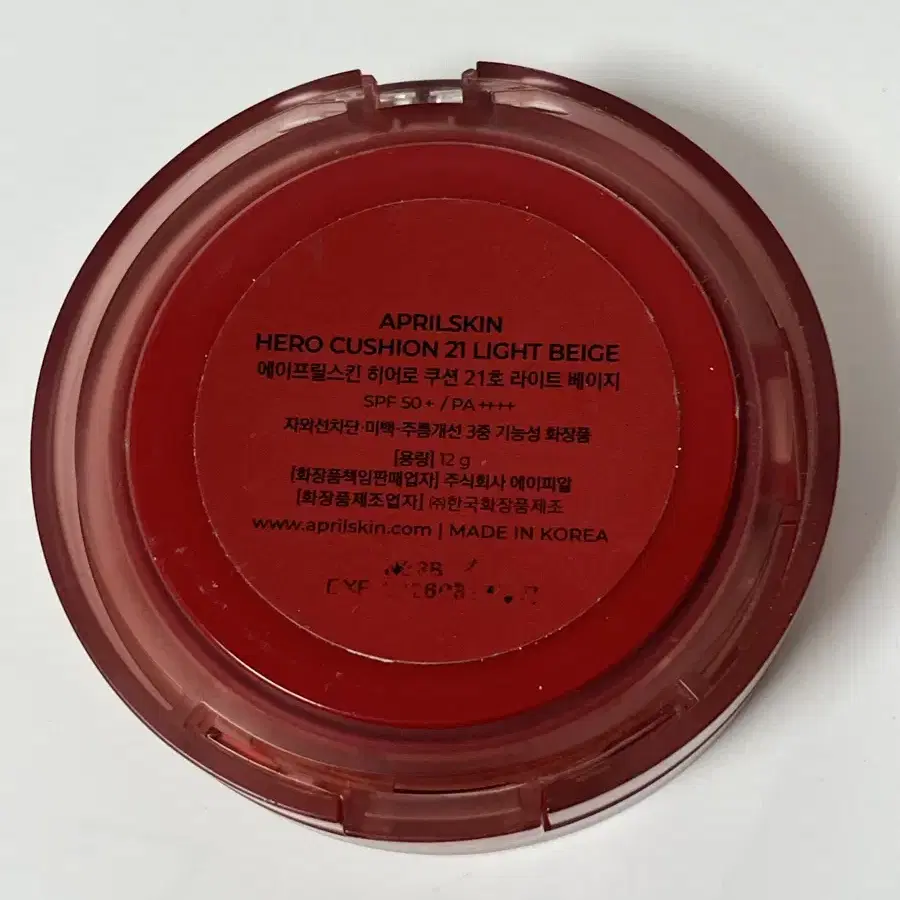 APRILSKIN
HERO CUSHION 21 LIGHT BEIGE
에이프릴스킨 히어로 쿠션 21호 라이트 베이지
SPF 50+ / PA ++++
자외선차단·미백·주름개선 3중 기능성 화장품
[용량] 12 g
[화장품책임판매업자] 주식회사 에이피알
[화장품제조업자] ㈜한국화장품제조
www.aprilskin.com | MADE IN KOREA